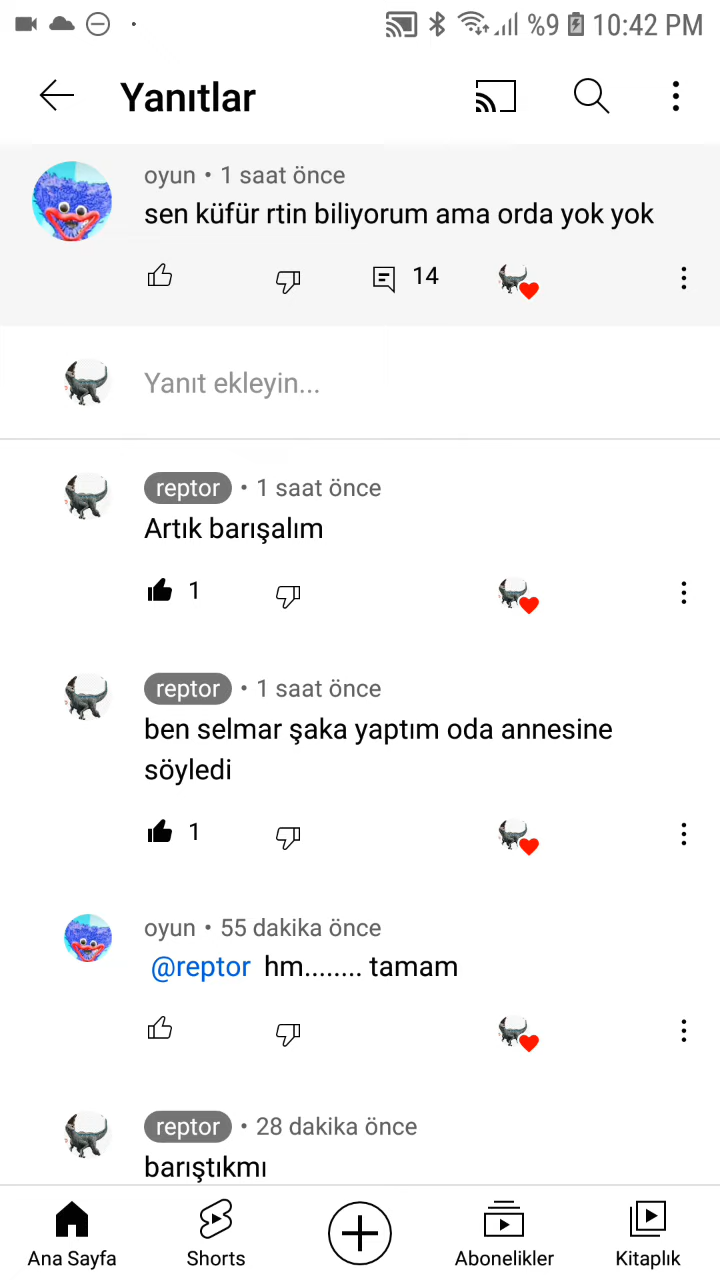 %9 10:42 PM
Yanıtlar
oyun • 1 saat önce
sen küfür rtin biliyorum ama orda yok yok
14
Yanıt ekleyin...
reptor • 1 saat önce
Artık barışalım
1
reptor • 1 saat önce
ben selmar şaka yaptım oda annesine
söyledi
1
oyun • 55 dakika önce
@reptor hm........ tamam
reptor • 28 dakika önce
barıştıkmı
Ana Sayfa Shorts Abonelikler Kitaplık